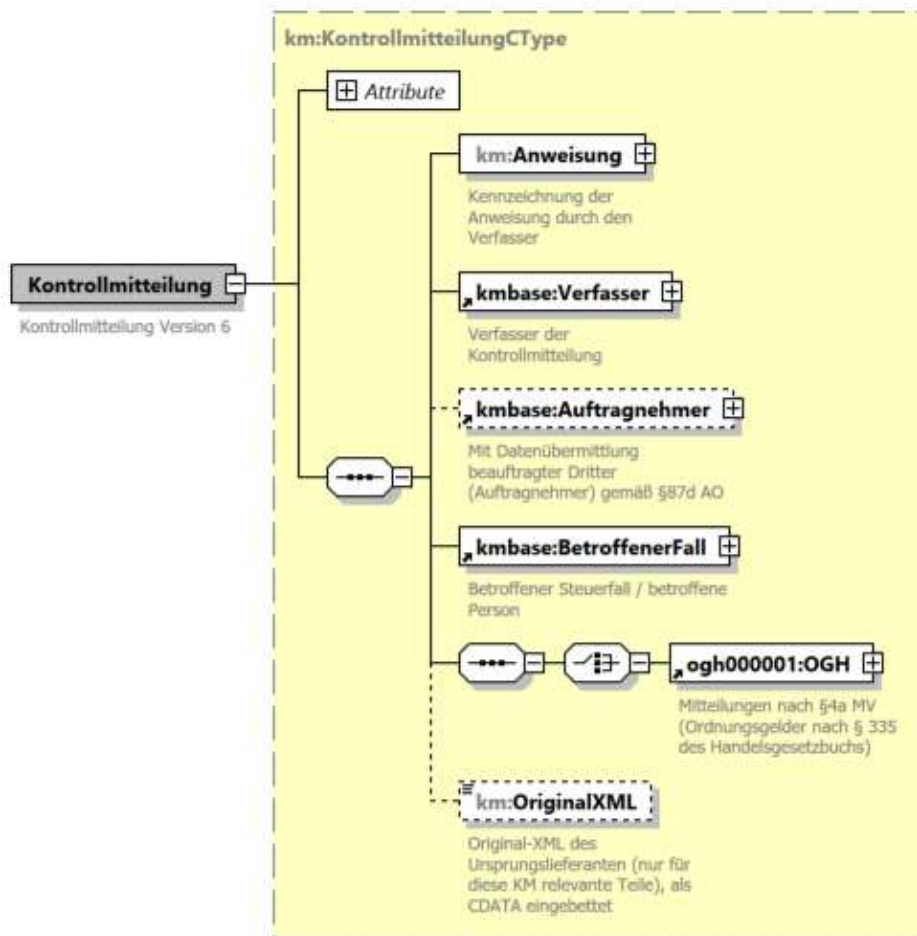 km:KontrollmitteilungCType
Attribute
km:Anweisung
Kennzeichnung der
Anweisung durch den
Verfasser
Kontrollmitteilung
Kontrollmitteilung Version 6
kmbase:Verfasser
Verfasser der
Kontrollmitteilung
kmbase:Auftragnehmer
Mit Datenübermittlung
beauftragter Dritter
(Auftragnehmer) gemäß §87d AO
kmbase:BetroffenerFall
Betroffener Steuerfall / betroffene
Person
ogh000001:OGH
Mitteilungen nach §4a MV
(Ordnungsgelder nach § 335
des Handelsgesetzbuchs)
km:OriginalXML
Original-XML des
Ursprungslieferanten (nur für
diese KM relevante Teile), als
CDATA eingebettet